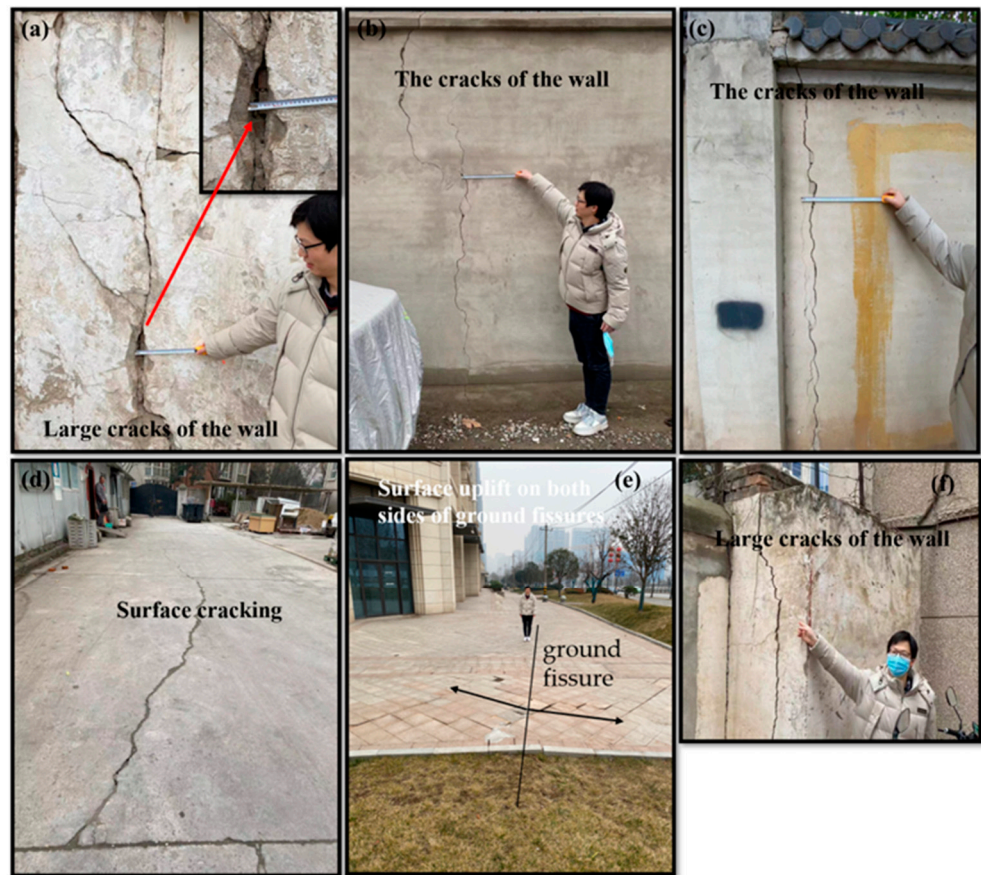 (a)
Large cracks of the wall
(b)
The cracks of the wall
(c)
The cracks of the wall
(d)
Surface cracking
(e)
Surface uplift on both
sides of ground fissures
ground
fissure
(f)
Large cracks of the wall